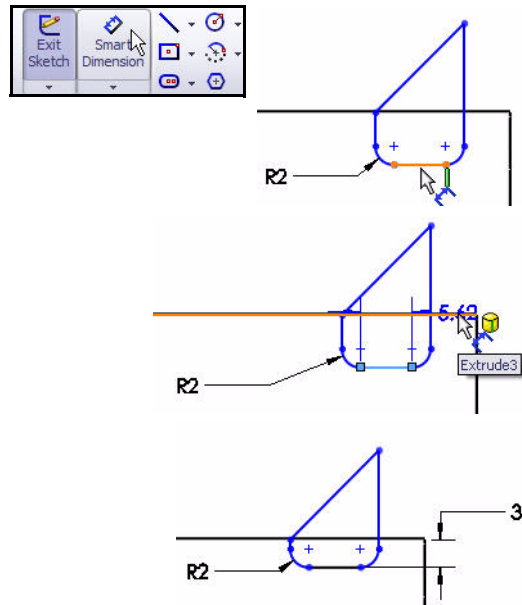 Exit
Sketch
Smart
Dimension
R2
5.62
Extrude3
R2
3
R2